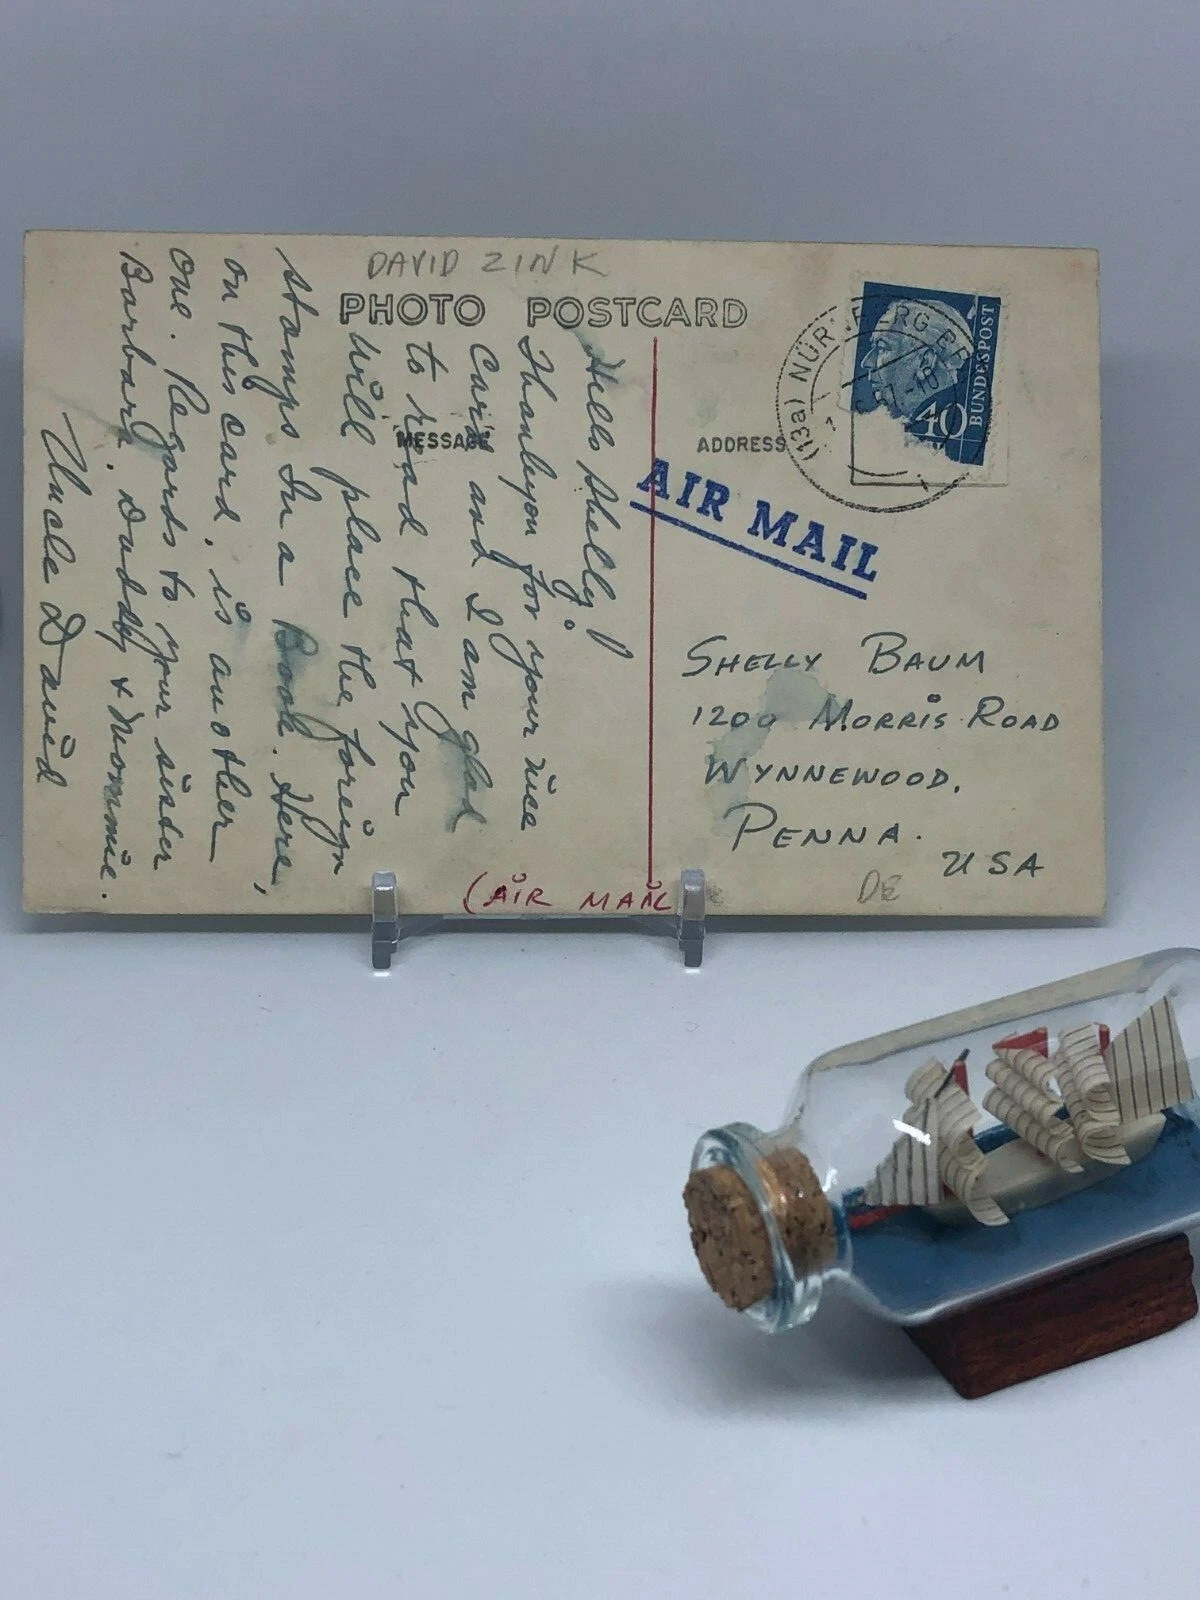 DAVID ZINK
PHOTO POSTCARD
MESSAGE
Hello Shelly!
Thankyou for your nice
Card and I am glad
to read that you
will place the foreign
stamps In a Book. Here,
on this card, is another
one. Regards to your sister
Barbara, Daddy + Mommie.
Uncle David
ADDRESS
(13a) NÜRNBERG
BUNDESPOST
40
AIR MAIL
SHELLY BAUM
1200 MORRIS ROAD
WYNNEWOOD,
PENNA.
USA
(AIR MAIL
DE